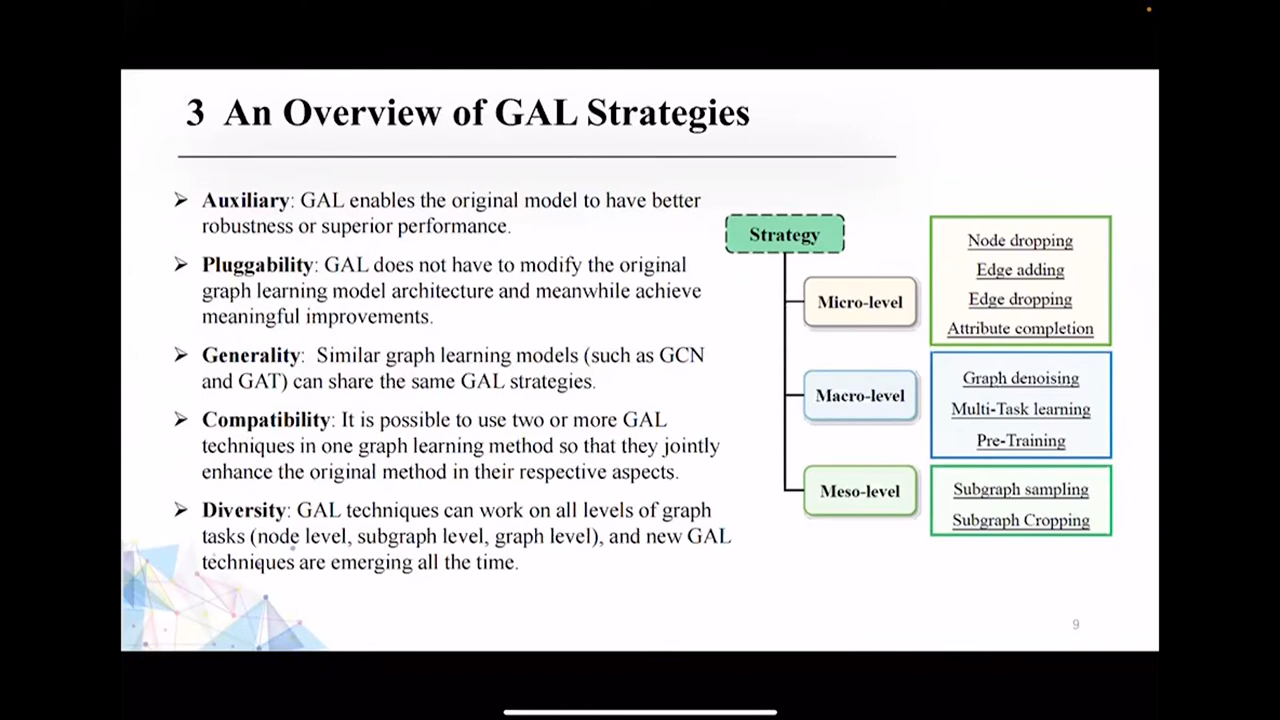 3 An Overview of GAL Strategies
➢ Auxiliary: GAL enables the original model to have better
robustness or superior performance.
➢ Pluggability: GAL does not have to modify the original
graph learning model architecture and meanwhile achieve
meaningful improvements.
➢ Generality: Similar graph learning models (such as GCN
and GAT) can share the same GAL strategies.
➢ Compatibility: It is possible to use two or more GAL
techniques in one graph learning method so that they jointly
enhance the original method in their respective aspects.
➢ Diversity: GAL techniques can work on all levels of graph
tasks (node level, subgraph level, graph level), and new GAL
techniques are emerging all the time.
Strategy
Micro-level
Node dropping
Edge adding
Edge dropping
Attribute completion
Macro-level
Graph denoising
Multi-Task learning
Pre-Training
Meso-level
Subgraph sampling
Subgraph Cropping
9